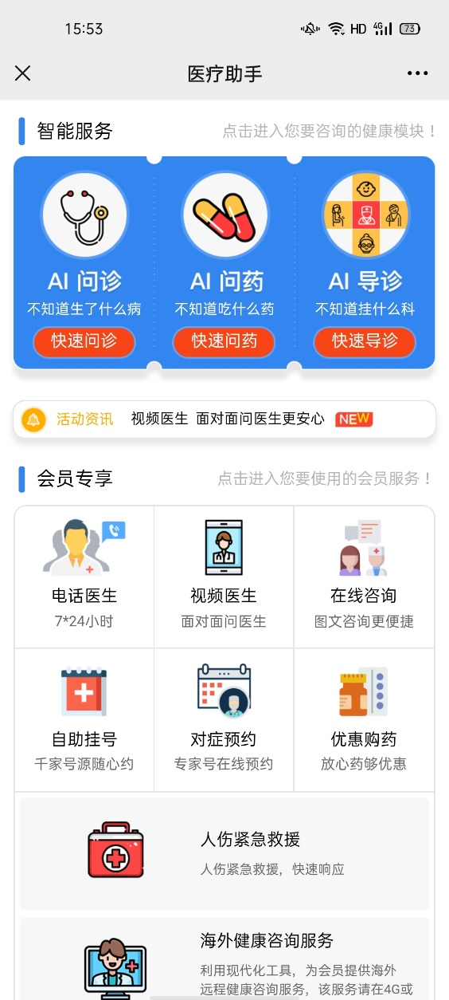 15:53
HD 4G 73
医疗助手
智能服务 点击进入您要咨询的健康模块！
AI 问诊 AI 问药 AI 导诊
不知道生了什么病 不知道吃什么药 不知道挂什么科
快速问诊 快速问药 快速导诊
活动资讯 视频医生 面对面问医生更安心 NEW
会员专享 点击进入您要使用的会员服务！
电话医生 视频医生 在线咨询
7*24小时 面对面问医生 图文咨询更便捷
自助挂号 对症预约 优惠购药
千家号源随心约 专家号在线预约 放心药够优惠
人伤紧急救援
人伤紧急救援，快速响应
海外健康咨询服务
利用现代化工具，为会员提供海外
远程健康咨询服务，该服务请在4G或